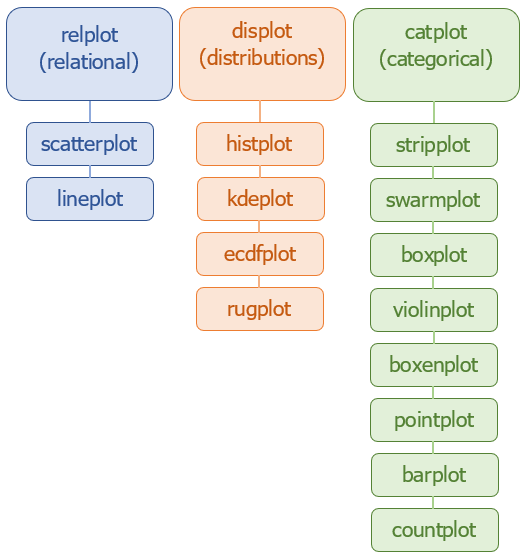 relplot
(relational)
scatterplot
lineplot
displot
(distributions)
histplot
kdeplot
ecdfplot
rugplot
catplot
(categorical)
stripplot
swarmplot
boxplot
violinplot
boxenplot
pointplot
barplot
countplot